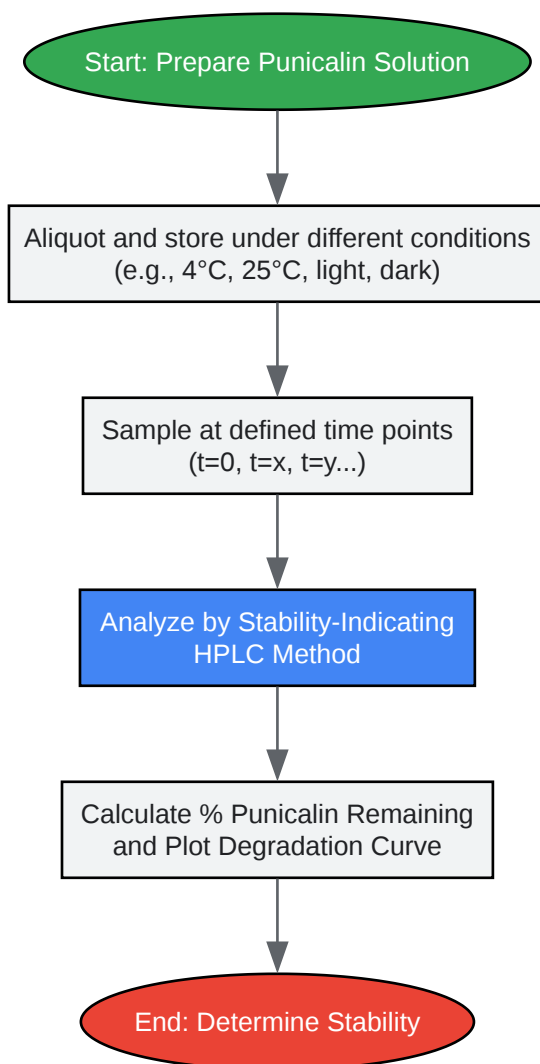 Start: Prepare Punicalin Solution
Aliquot and store under different conditions
(e.g., 4°C, 25°C, light, dark)
Sample at defined time points
(t=0, t=x, t=y...)
Analyze by Stability-Indicating
HPLC Method
Calculate % Punicalin Remaining
and Plot Degradation Curve
End: Determine Stability